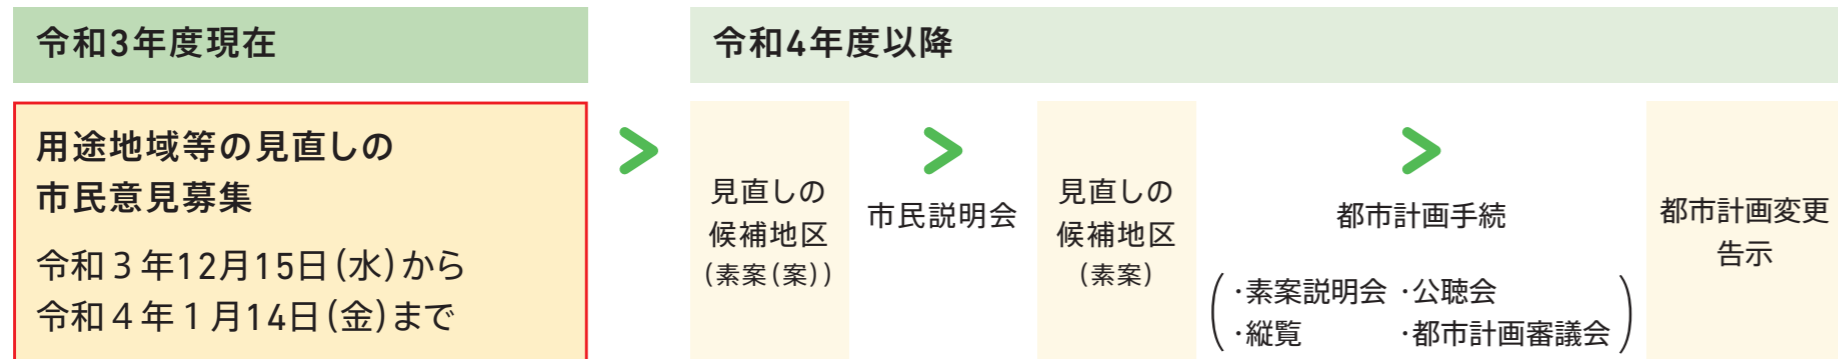 令和3年度現在
令和4年度以降
用途地域等の見直しの
市民意見募集
令和3年12月15日(水)から
令和4年1月14日(金)まで
>
見直しの
候補地区
(素案(案))
>
市民説明会
見直しの
候補地区
(素案)
>
都市計画手続
・素案説明会 ・公聴会
・縦覧 ・都市計画審議会
都市計画変更
告示